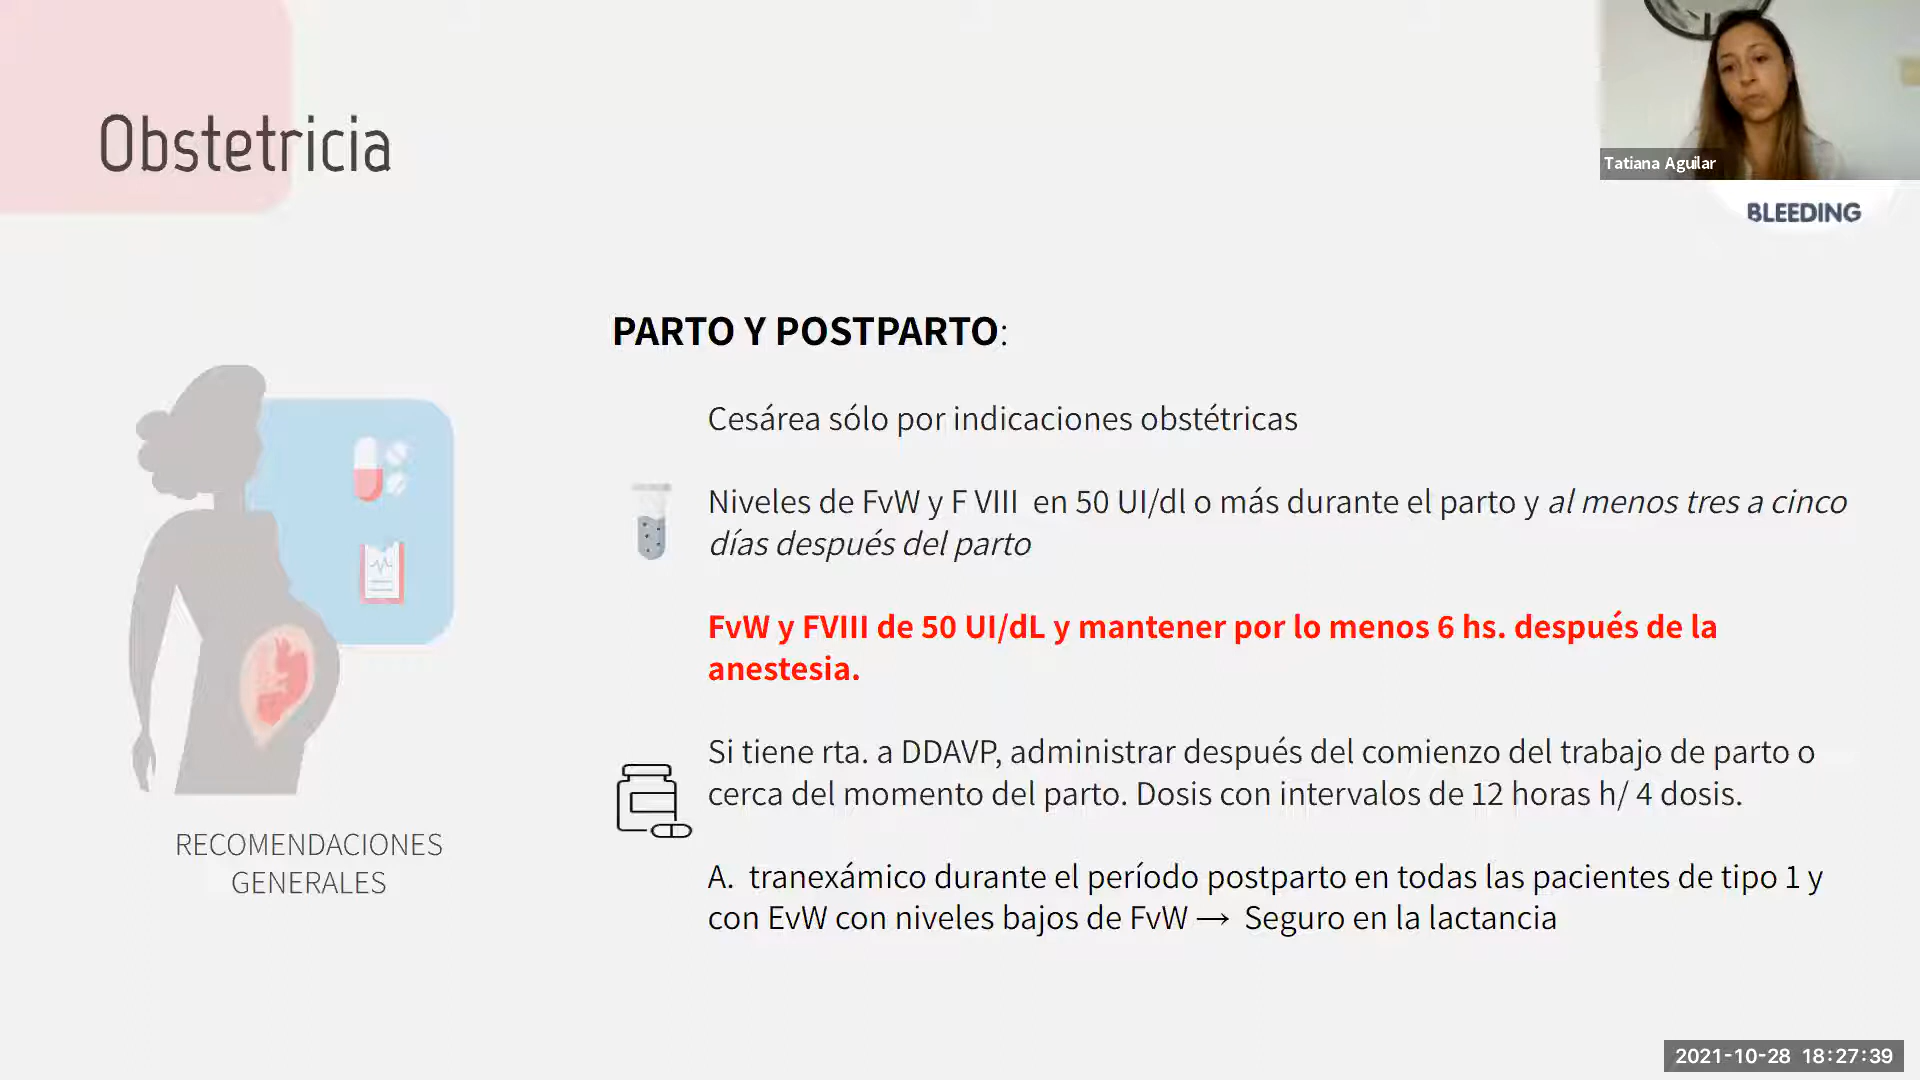 Obstetricia
Tatiana Aguilar
BLEEDING
PARTO Y POSTPARTO:
Cesárea sólo por indicaciones obstétricas
Niveles de FvW y F VIII en 50 UI/dl o más durante el parto y al menos tres a cinco
días después del parto
FvW y FVIII de 50 UI/dL y mantener por lo menos 6 hs. después de la
anestesia.
Si tiene rta. a DDAVP, administrar después del comienzo del trabajo de parto o
cerca del momento del parto. Dosis con intervalos de 12 horas h/ 4 dosis.
A. tranexámico durante el período postparto en todas las pacientes de tipo 1 y
con EvW con niveles bajos de FvW → Seguro en la lactancia
RECOMENDACIONES
GENERALES
2021-10-28 18:27:39